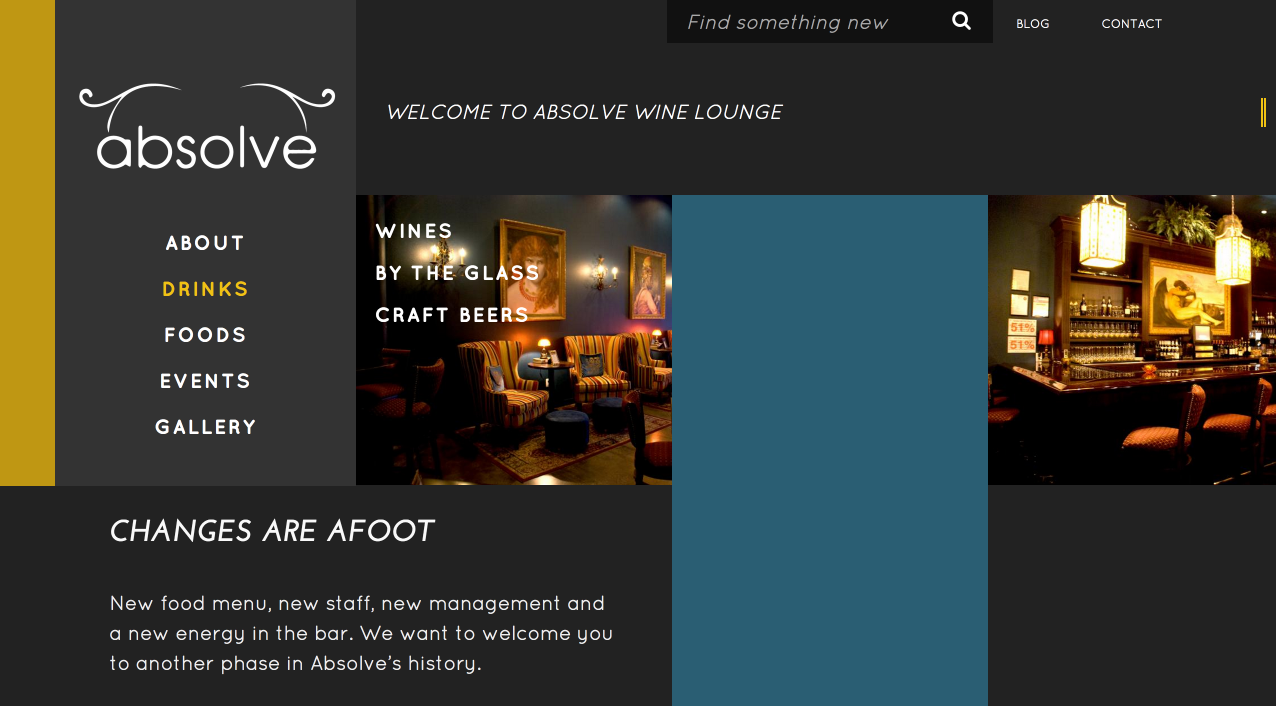 Find something new
BLOG
CONTACT
absolve
WELCOME TO ABSOLVE WINE LOUNGE
ABOUT
DRINKS
FOODS
EVENTS
GALLERY
WINES
BY THE GLASS
CRAFT BEERS
51%
51%
CHANGES ARE AFOOT
New food menu, new staff, new management and
a new energy in the bar. We want to welcome you
to another phase in Absolve's history.